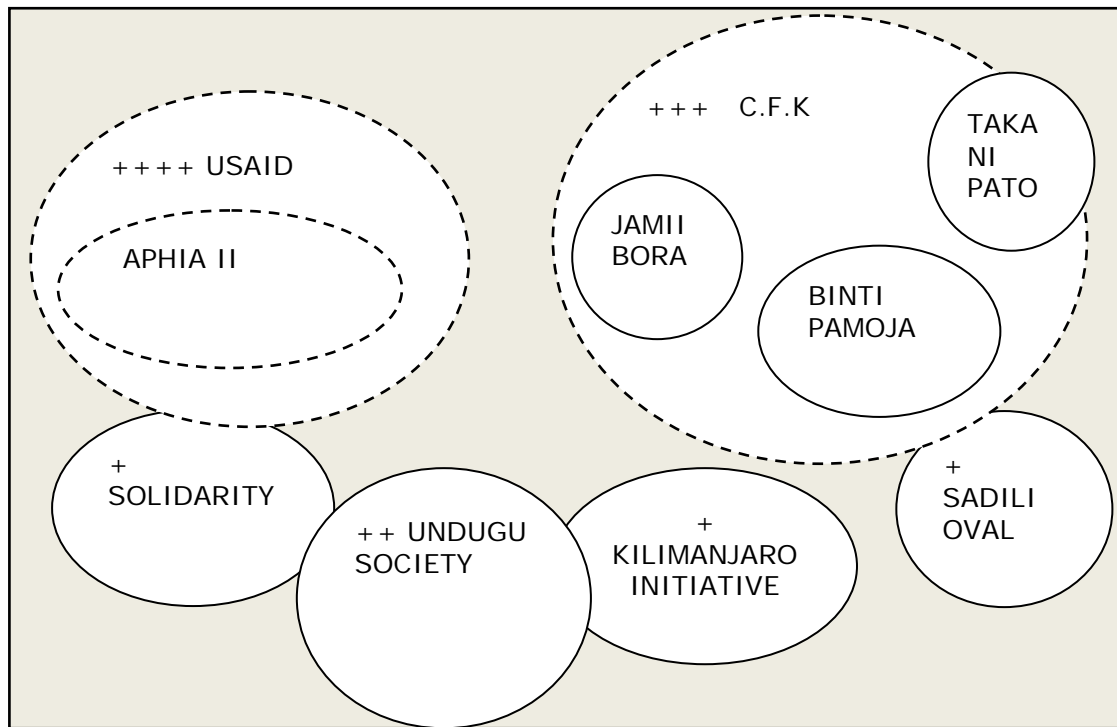 ++++ USAID
APHIA II
+++ C.F.K
TAKA
NI
PATO
JAMII
BORA
BINTI
PAMOJA
+
SOLIDARITY
++ UNDUGU
SOCIETY
+
KILIMANJARO
INITIATIVE
+
SADILI
OVAL